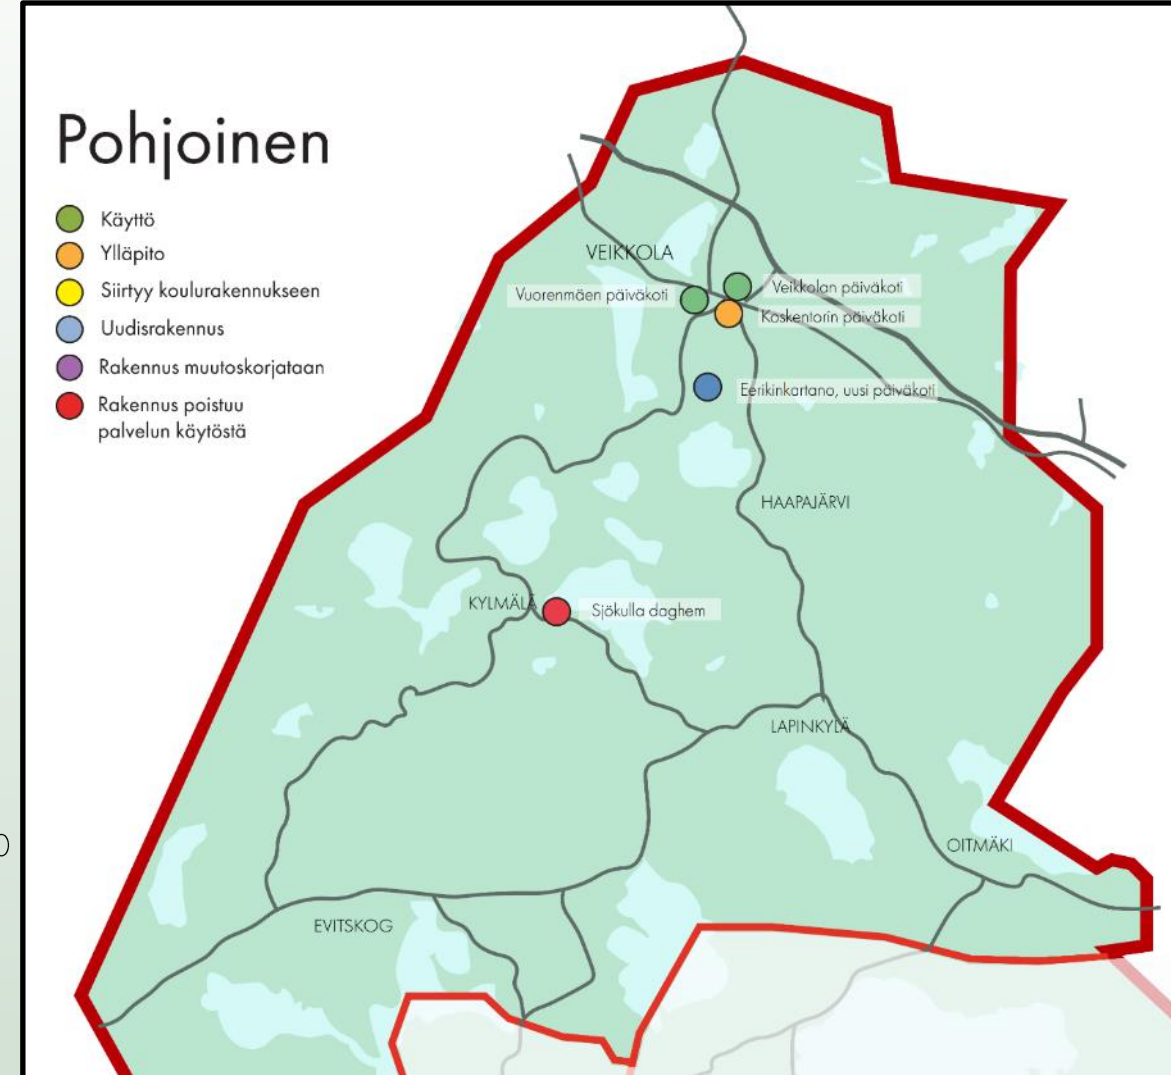 Pohjoinen
Käyttö
Ylläpito
Siirtyy koulurakennukseen
Uudisrakennus
Rakennus muutoskorjataan
Rakennus poistuu
palvelun käytöstä
VEIKKOLA
Vuorenmäen päiväkoti
Veikkolan päiväkoti
Koskentorin päiväkoti
Eerikinkartano, uusi päiväkoti
HAAPAJÄRVI
KYLMÄLÄ
Sjökulla daghem
LAPINKYLÄ
OITMÄKI
EVITSKOG
0